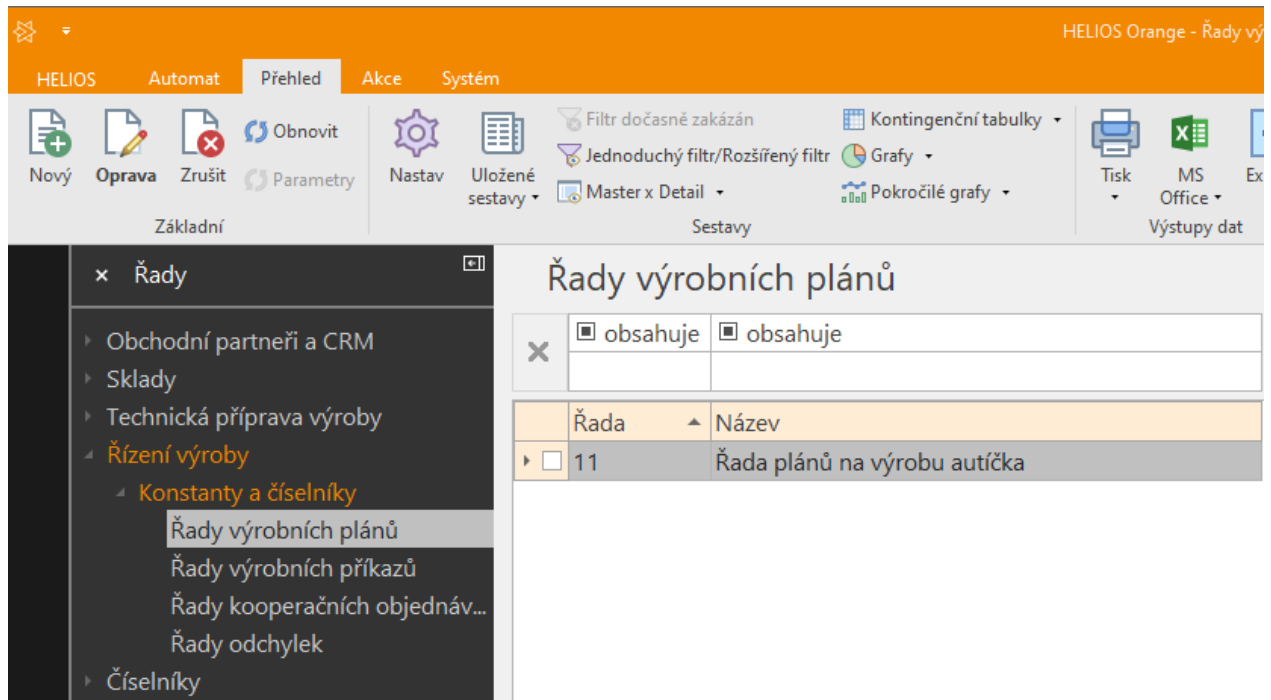 HELIOS Orange - Řady vý
HELIOS Automat Přehled Akce Systém
Nový
Oprava
Zrušit
Obnovit
Parametry
Základní
Nastav
Uložené
sestavy
Filtr dočasně zakázán
Jednoduchý filtr/Rozšířený filtr
Master x Detail
Kontingenční tabulky
Grafy
Pokročilé grafy
Sestavy
Tisk
MS
Office
Ex
Výstupy dat
× Řady
Obchodní partneři a CRM
Sklady
Technická příprava výroby
Řízení výroby
Konstanty a číselníky
Řady výrobních plánů
Řady výrobních příkazů
Řady kooperačních objednáv...
Řady odchylek
Číselníky
Řady výrobních plánů
obsahuje obsahuje
Řada Název
11 Řada plánů na výrobu autíčka